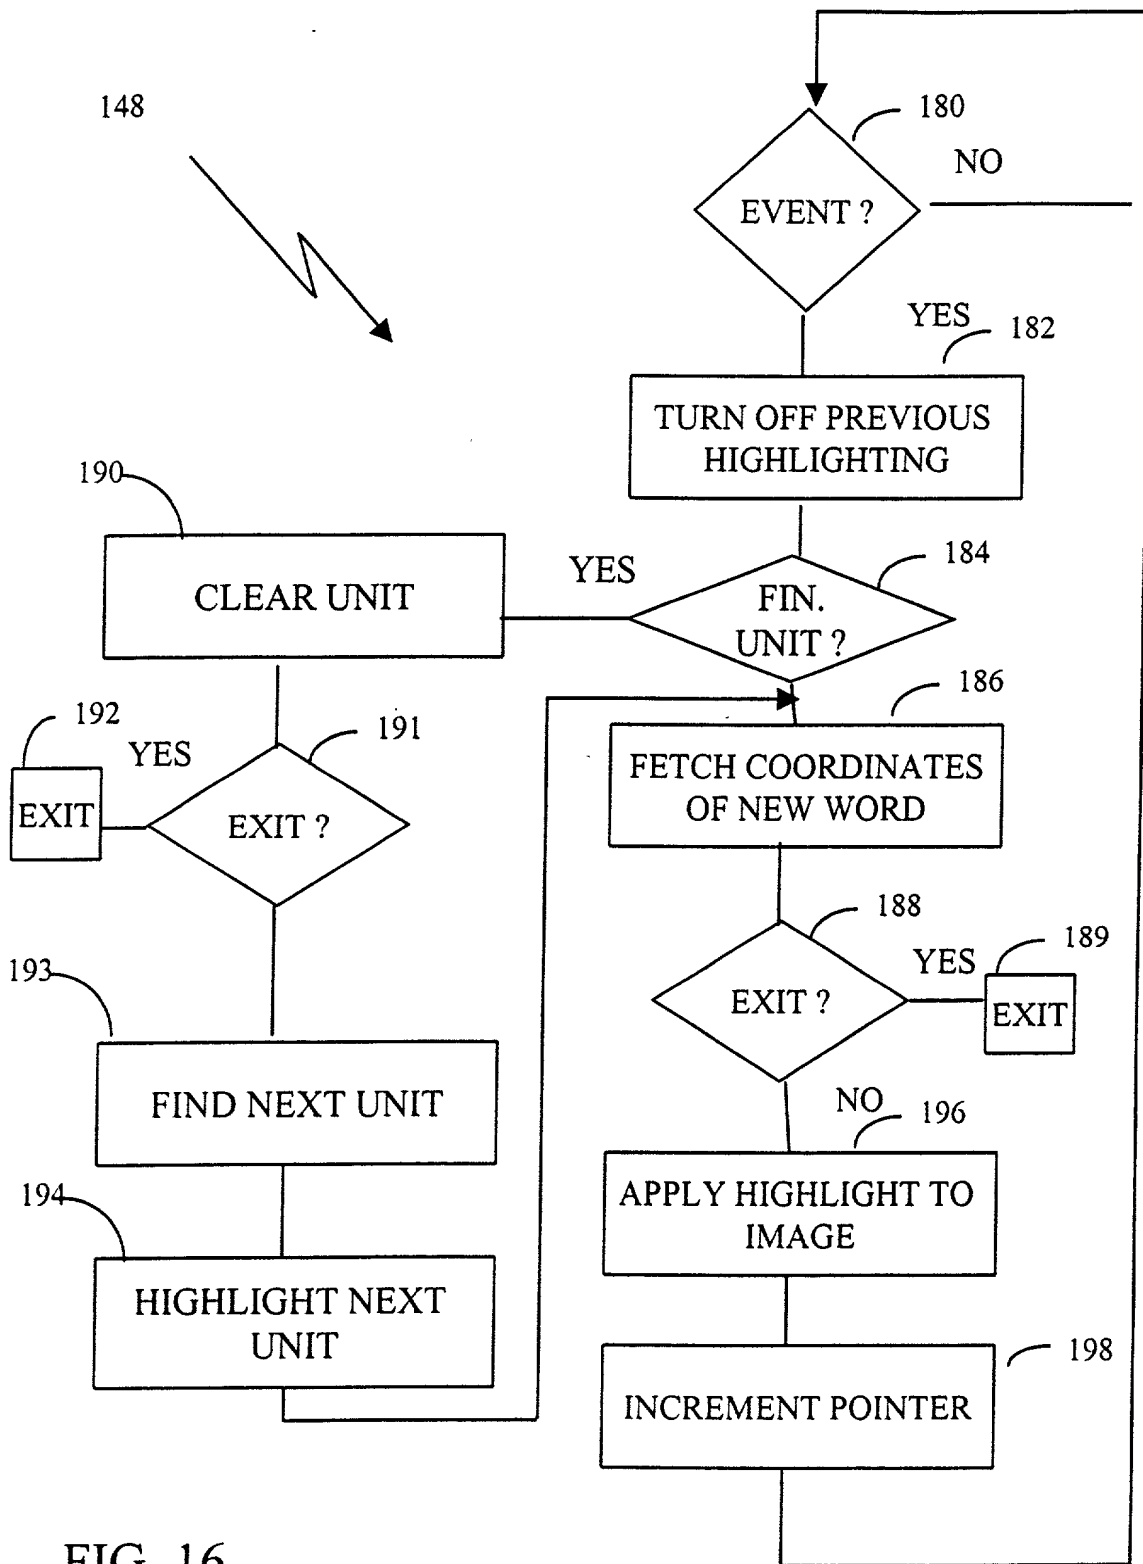 148
180
NO
EVENT ?
YES
182
TURN OFF PREVIOUS
HIGHLIGHTING
190
CLEAR UNIT
YES
184
FIN.
UNIT ?
186
FETCH COORDINATES
OF NEW WORD
192
YES
191
EXIT
EXIT ?
188
YES
189
EXIT ?
EXIT
193
FIND NEXT UNIT
NO
196
APPLY HIGHLIGHT TO
IMAGE
194
HIGHLIGHT NEXT
UNIT
198
INCREMENT POINTER
FIG. 16